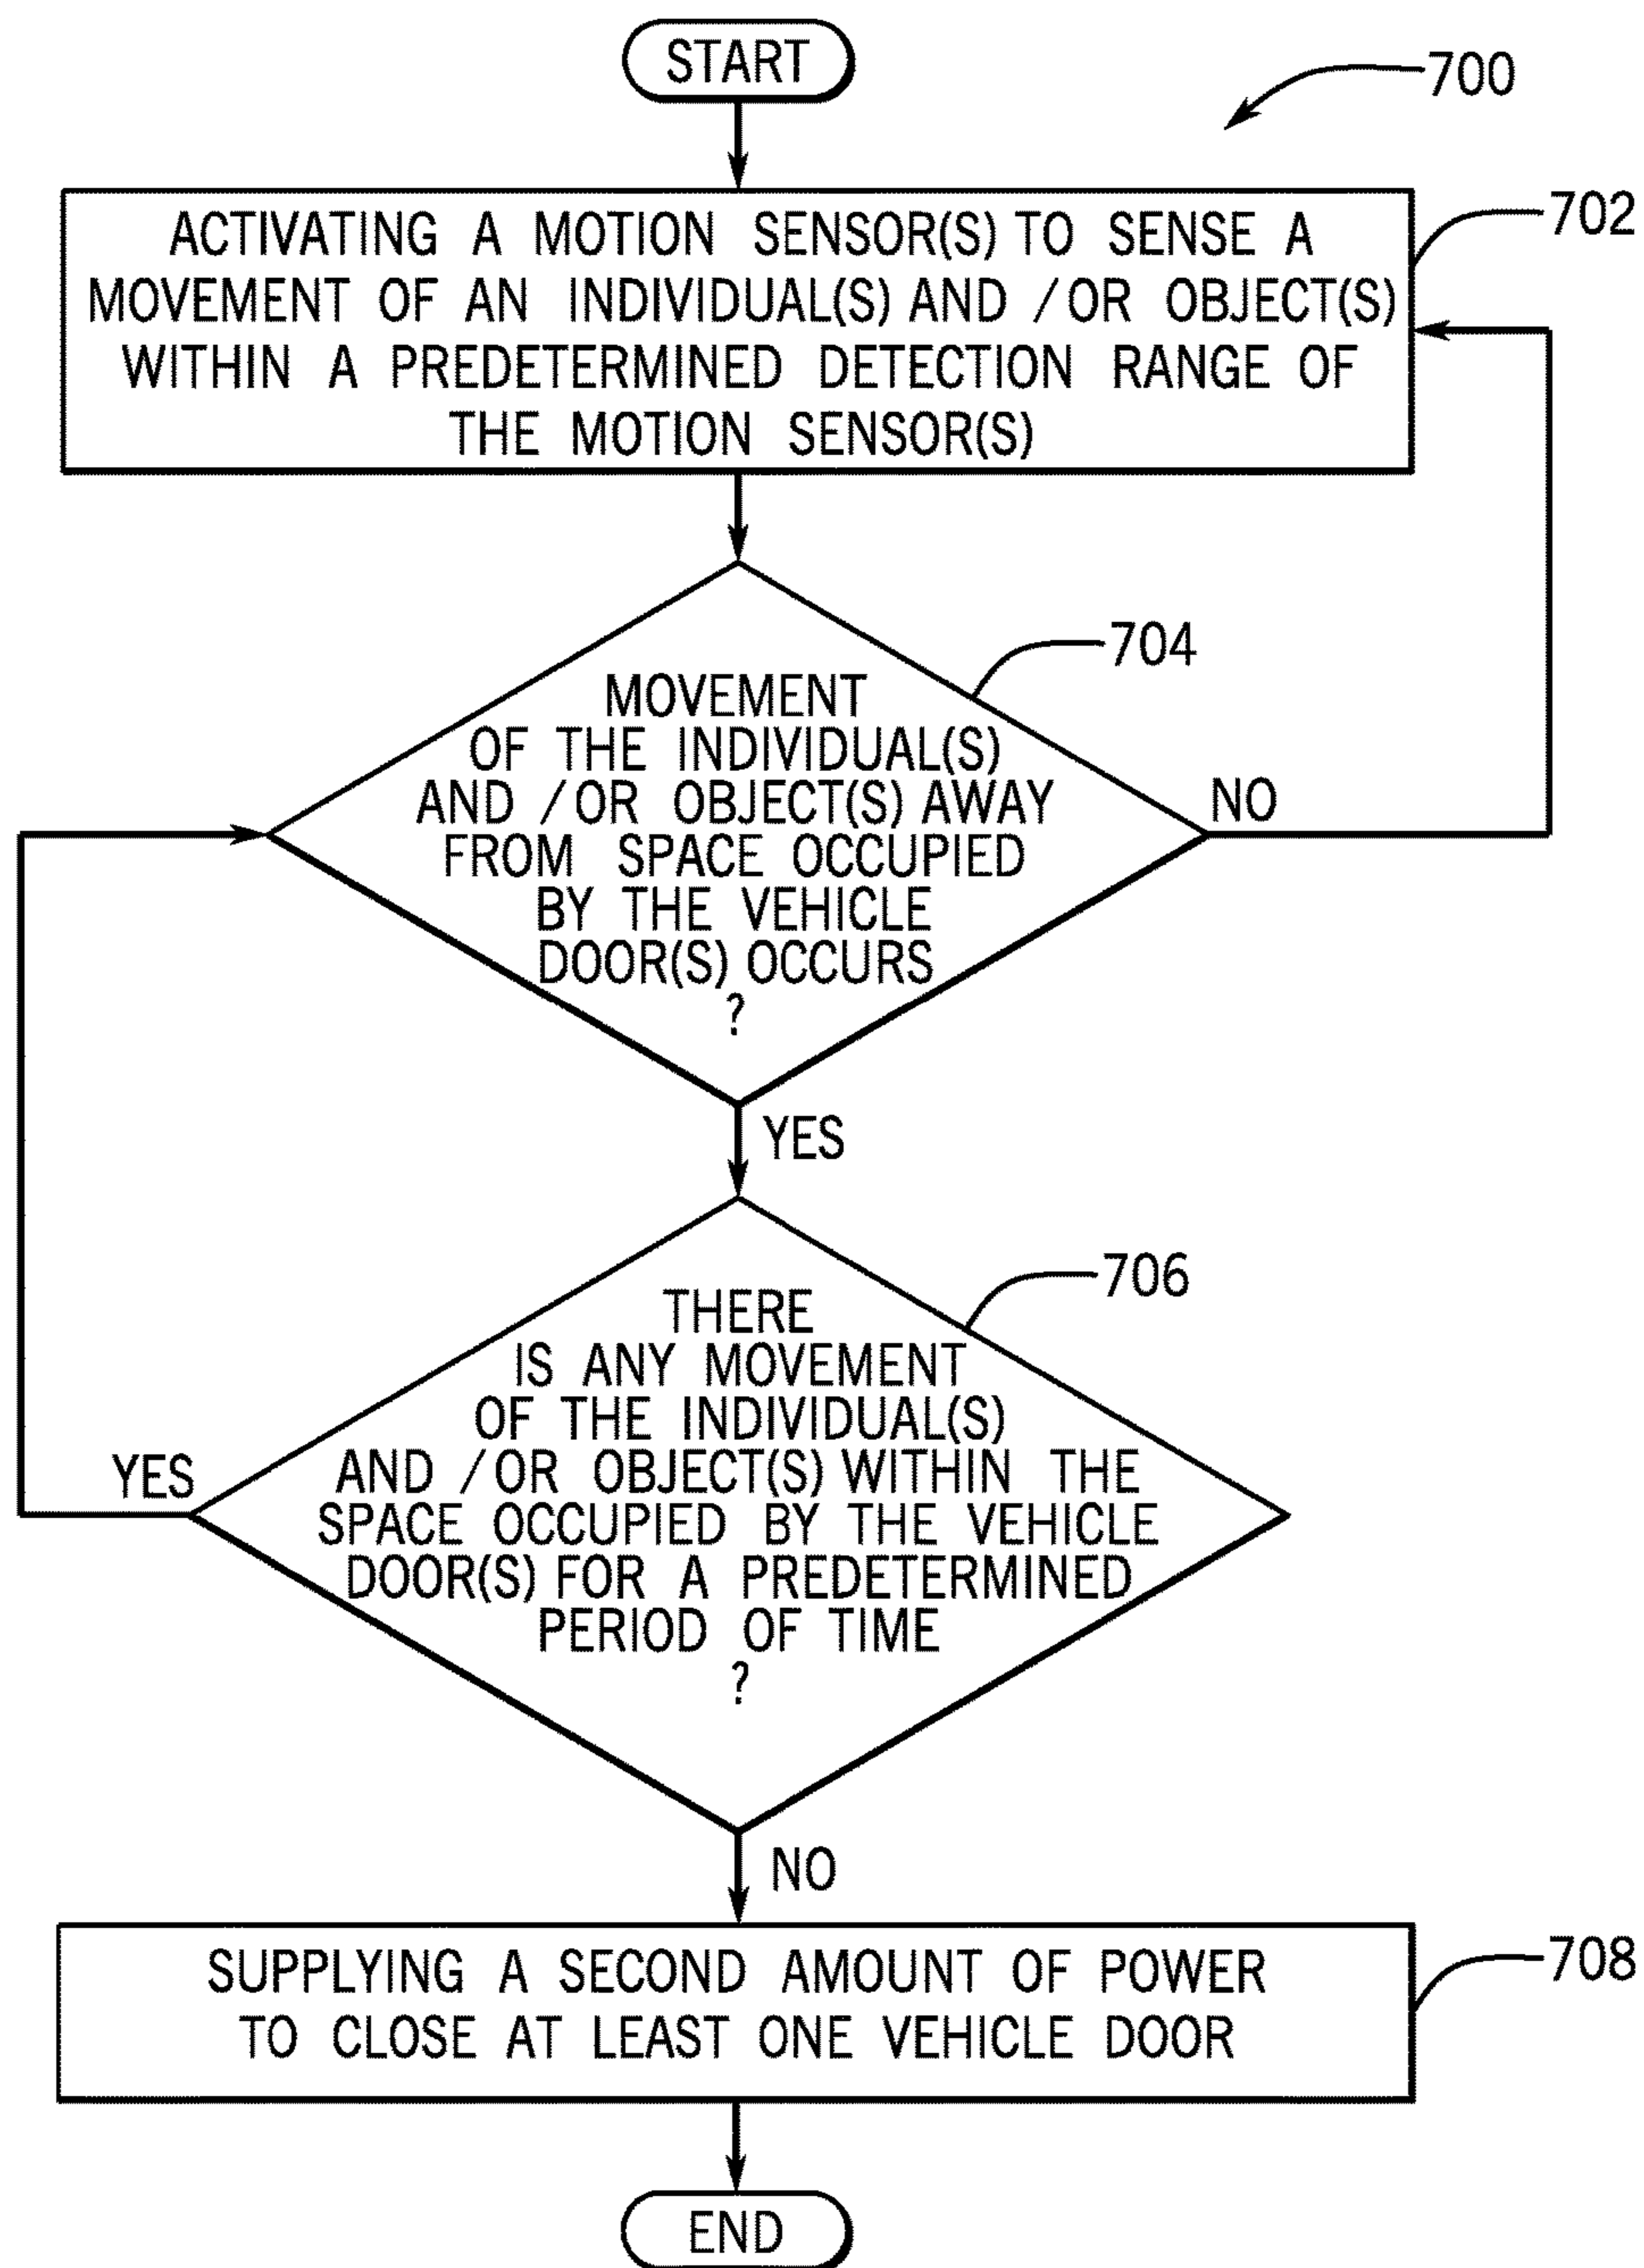 START
700
ACTIVATING A MOTION SENSOR(S) TO SENSE A
MOVEMENT OF AN INDIVIDUAL(S) AND /OR OBJECT(S)
WITHIN A PREDETERMINED DETECTION RANGE OF
THE MOTION SENSOR(S)
702
MOVEMENT
OF THE INDIVIDUAL(S)
AND /OR OBJECT(S) AWAY
FROM SPACE OCCUPIED
BY THE VEHICLE
DOOR(S) OCCURS
?
704
NO
YES
THERE
IS ANY MOVEMENT
OF THE INDIVIDUAL(S)
AND /OR OBJECT(S) WITHIN THE
SPACE OCCUPIED BY THE VEHICLE
DOOR(S) FOR A PREDETERMINED
PERIOD OF TIME
?
706
YES
NO
SUPPLYING A SECOND AMOUNT OF POWER
TO CLOSE AT LEAST ONE VEHICLE DOOR
708
END